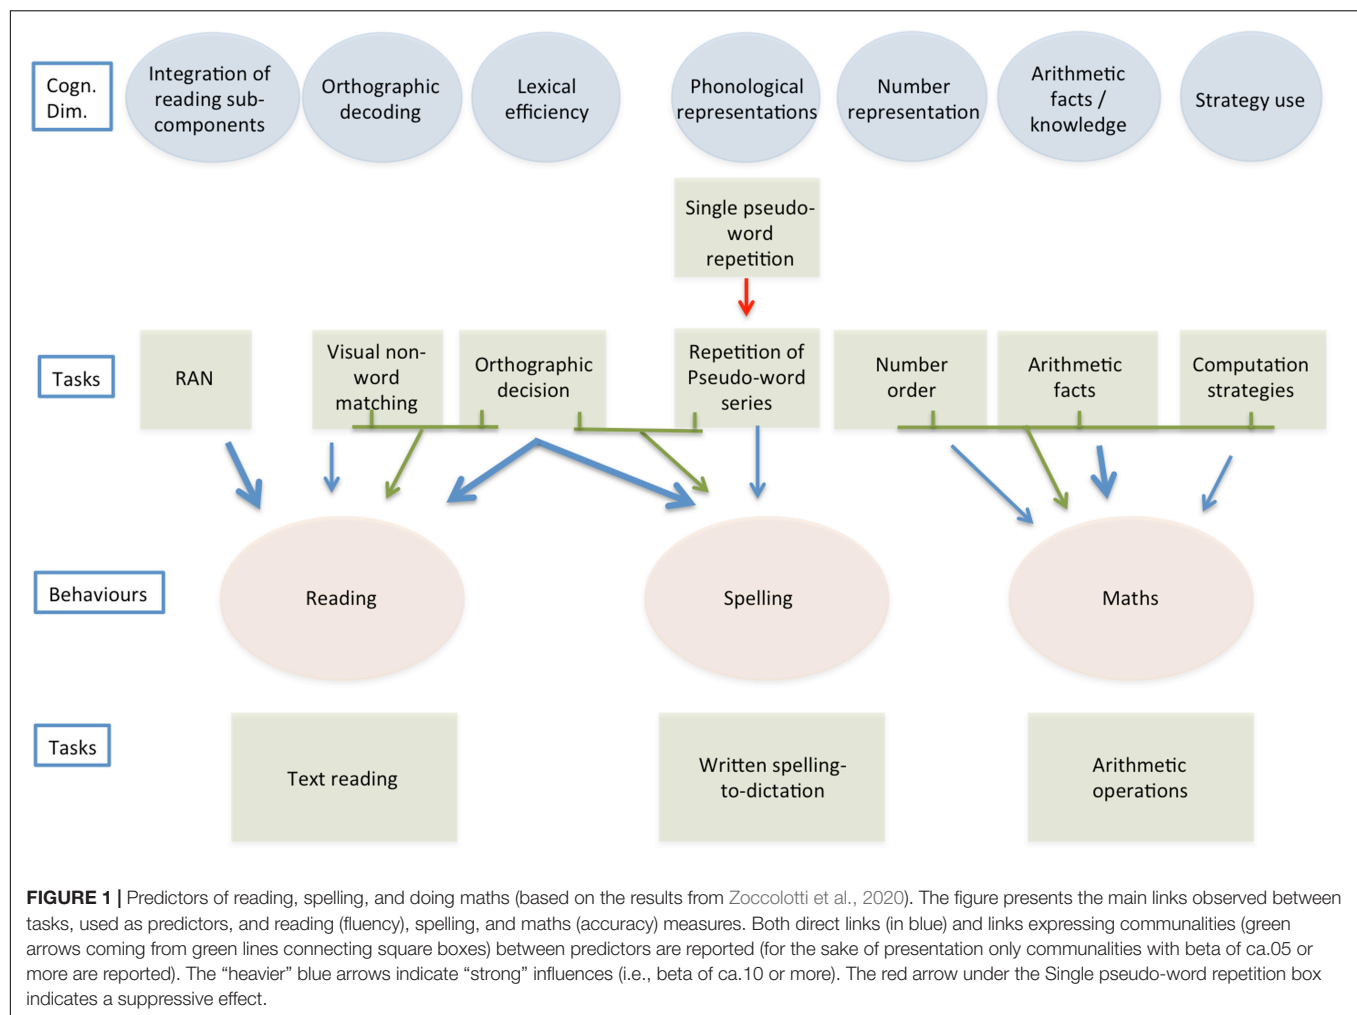 Cogn.
Dim.
Integration of
reading sub-
components
Orthographic
decoding
Lexical
efficiency
Phonological
representations
Number
representation
Arithmetic
facts /
knowledge
Strategy use
Single pseudo-
word
repetition
Tasks
RAN
Visual non-
word
matching
Orthographic
decision
Repetition of
Pseudo-word
series
Number
order
Arithmetic
facts
Computation
strategies
Behaviours
Reading
Spelling
Maths
Tasks
Text reading
Written spelling-
to-dictation
Arithmetic
operations
FIGURE 1 | Predictors of reading, spelling, and doing maths (based on the results from Zoccolotti et al., 2020). The figure presents the main links observed between
tasks, used as predictors, and reading (fluency), spelling, and maths (accuracy) measures. Both direct links (in blue) and links expressing communalities (green
arrows coming from green lines connecting square boxes) between predictors are reported (for the sake of presentation only communalities with beta of ca.05 or
more are reported). The “heavier” blue arrows indicate “strong” influences (i.e., beta of ca.10 or more). The red arrow under the Single pseudo-word repetition box
indicates a suppressive effect.